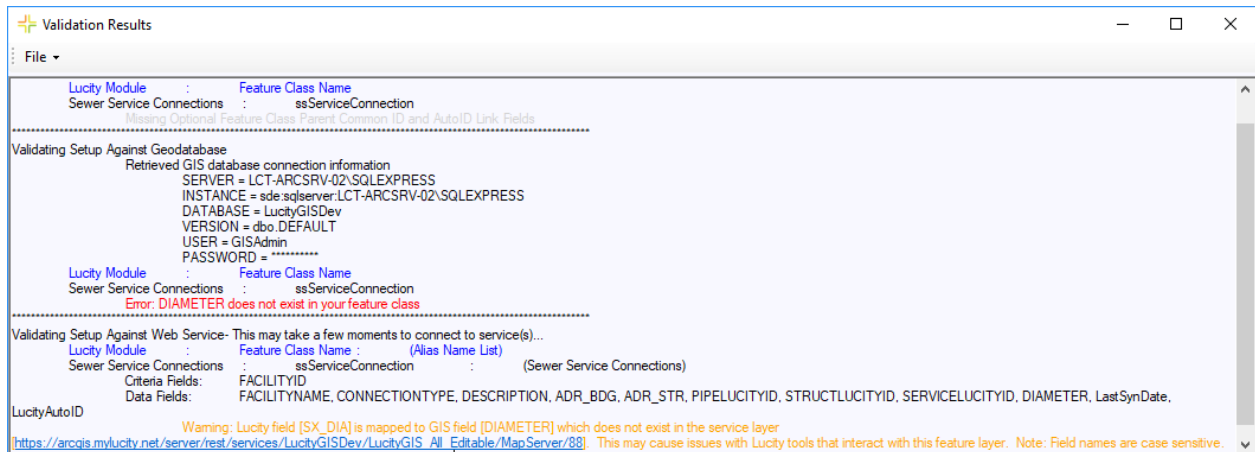 Validation Results
File
Lucity Module : Feature Class Name
Sewer Service Connections : ssServiceConnection
Missing Optional Feature Class Parent Common ID and AutoID Link Fields
********************************************************************************************************************************
Validating Setup Against Geodatabase
Retrieved GIS database connection information
SERVER = LCT-ARCSRV-02\SQLEXPRESS
INSTANCE = sde:sqlserver:LCT-ARCSRV-02\SQLEXPRESS
DATABASE = LucityGISDev
VERSION = dbo.DEFAULT
USER = GISAdmin
PASSWORD = **********
Lucity Module : Feature Class Name
Sewer Service Connections : ssServiceConnection
Error: DIAMETER does not exist in your feature class
********************************************************************************************************************************
Validating Setup Against Web Service- This may take a few moments to connect to service(s)...
Lucity Module : Feature Class Name : (Alias Name List)
Sewer Service Connections : ssServiceConnection : (Sewer Service Connections)
Criteria Fields: FACILITYID
Data Fields: FACILITYNAME, CONNECTIONTYPE, DESCRIPTION, ADR_BDG, ADR_STR, PIPELUCITYID, STRUCTLUCITYID, SERVICELUCITYID, DIAMETER, LastSynDate,
LucityAutoID
Warning: Lucity field [SX_DIA] is mapped to GIS field [DIAMETER] which does not exist in the service layer
[https://arcgis.mylucity.net/server/rest/services/LucityGISDev/LucityGIS_All_Editable/MapServer/88]. This may cause issues with Lucity tools that interact with this feature layer. Note: Field names are case sensitive.